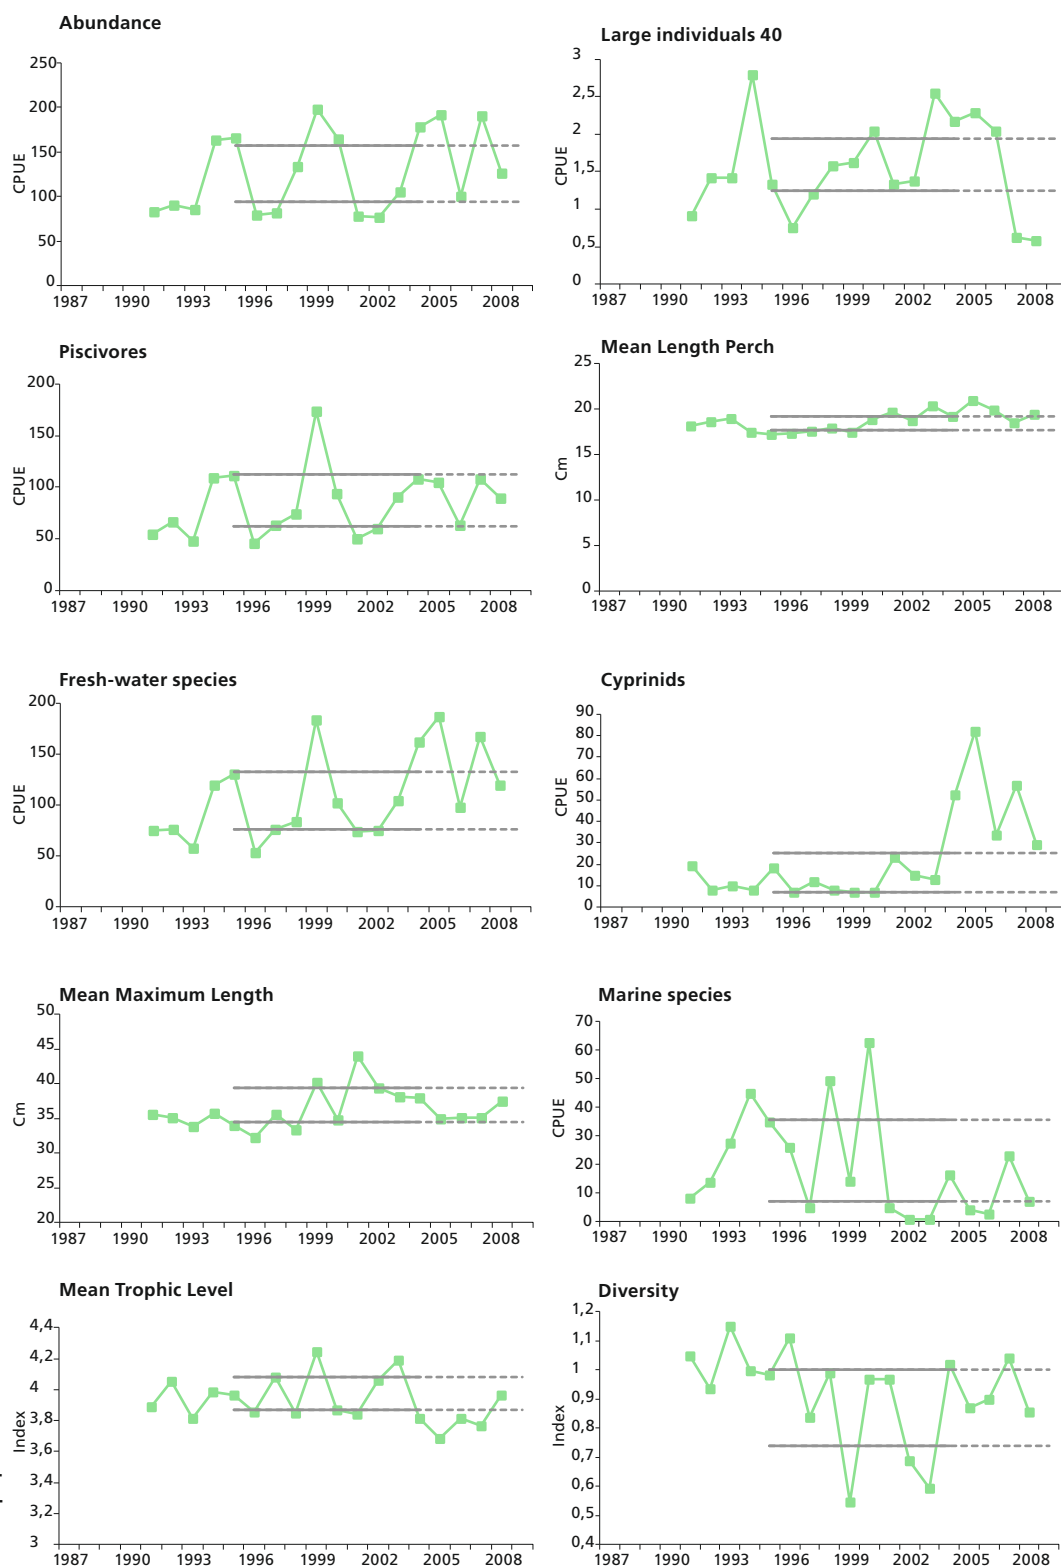 Abundance
250
200
150
100
50
0
CPUE
1987 1990 1993 1996 1999 2002 2005 2008
Large individuals 40
3
2,5
2
1,5
1
0,5
0
CPUE
1987 1990 1993 1996 1999 2002 2005 2008
Piscivores
200
150
100
50
0
CPUE
1987 1990 1993 1996 1999 2002 2005 2008
Mean Length Perch
25
20
15
10
5
0
Cm
1987 1990 1993 1996 1999 2002 2005 2008
Fresh-water species
200
150
100
50
0
CPUE
1987 1990 1993 1996 1999 2002 2005 2008
Cyprinids
90
80
70
60
50
40
30
20
10
0
CPUE
1987 1990 1993 1996 1999 2002 2005 2008
Mean Maximum Length
50
45
40
35
30
25
20
Cm
1987 1990 1993 1996 1999 2002 2005 2008
Marine species
70
60
50
40
30
20
10
0
CPUE
1987 1990 1993 1996 1999 2002 2005 2008
Mean Trophic Level
4,4
4,2
4
3,8
3,6
3,4
3,2
3
Index
1987 1990 1993 1996 1999 2002 2005 2008
Diversity
1,2
1,1
1
0,9
0,8
0,7
0,6
0,5
0,4
Index
1987 1990 1993 1996 1999 2002 2005 2008